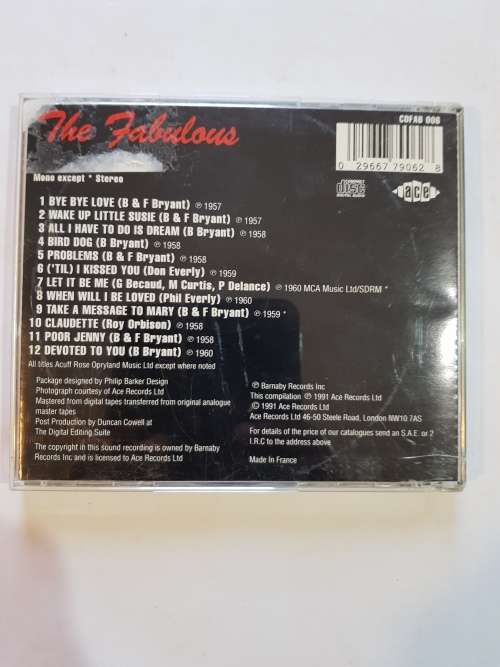 The Fabulous
CDFAB 006
0 29667 79062 8
Mono except * Stereo
COMPACT
disc
DIGITAL AUDIO
ace
1 BYE BYE LOVE (B & F Bryant) ℗ 1957
2 WAKE UP LITTLE SUSIE (B & F Bryant) ℗ 1957
3 ALL I HAVE TO DO IS DREAM (B Bryant) ℗ 1958
4 BIRD DOG (B Bryant) ℗ 1958
5 PROBLEMS (B & F Bryant) ℗ 1958
6 ('TIL) I KISSED YOU (Don Everly) ℗ 1959
7 LET IT BE ME (G Becaud, M Curtis, P Delance) ℗ 1960 MCA Music Ltd/SDRM *
8 WHEN WILL I BE LOVED (Phil Everly) ℗ 1960
9 TAKE A MESSAGE TO MARY (B & F Bryant) ℗ 1959 *
10 CLAUDETTE (Roy Orbison) ℗ 1958
11 POOR JENNY (B & F Bryant) ℗ 1958
12 DEVOTED TO YOU (B Bryant) ℗ 1960
All titles Acuff Rose Opryland Music Ltd except where noted
Package designed by Philip Barker Design
Photograph courtesy of Ace Records Ltd
Mastered from digital tapes transferred from original analogue
master tapes
Post Production by Duncan Cowell at
The Digital Editing Suite
The copyright in this sound recording is owned by Barnaby
Records Inc and is licensed to Ace Records Ltd
℗ Barnaby Records Inc
This compilation ℗ 1991 Ace Records Ltd
© 1991 Ace Records Ltd
Ace Records Ltd 46-50 Steele Road, London NW10 7AS
For details of the price of our catalogues send an S.A.E. or 2
I.R.C to the address above.
Made in France